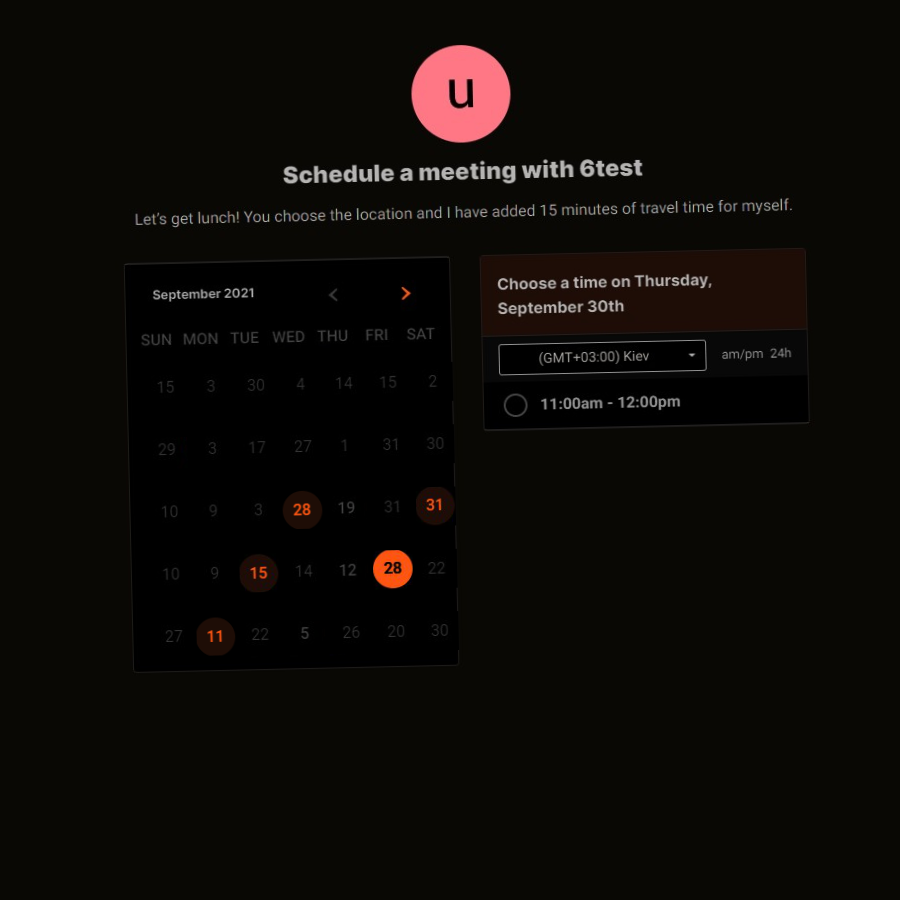 u
Schedule a meeting with 6test
Let's get lunch! You choose the location and I have added 15 minutes of travel time for myself.
September 2021
SUN MON TUE WED THU FRI SAT
15 3 30 4 14 15 2
29 3 17 27 1 31 30
10 9 3 28 19 31 31
10 9 15 14 12 28 22
27 11 22 5 26 20 30
Choose a time on Thursday,
September 30th
(GMT+03:00) Kiev am/pm 24h
11:00am - 12:00pm